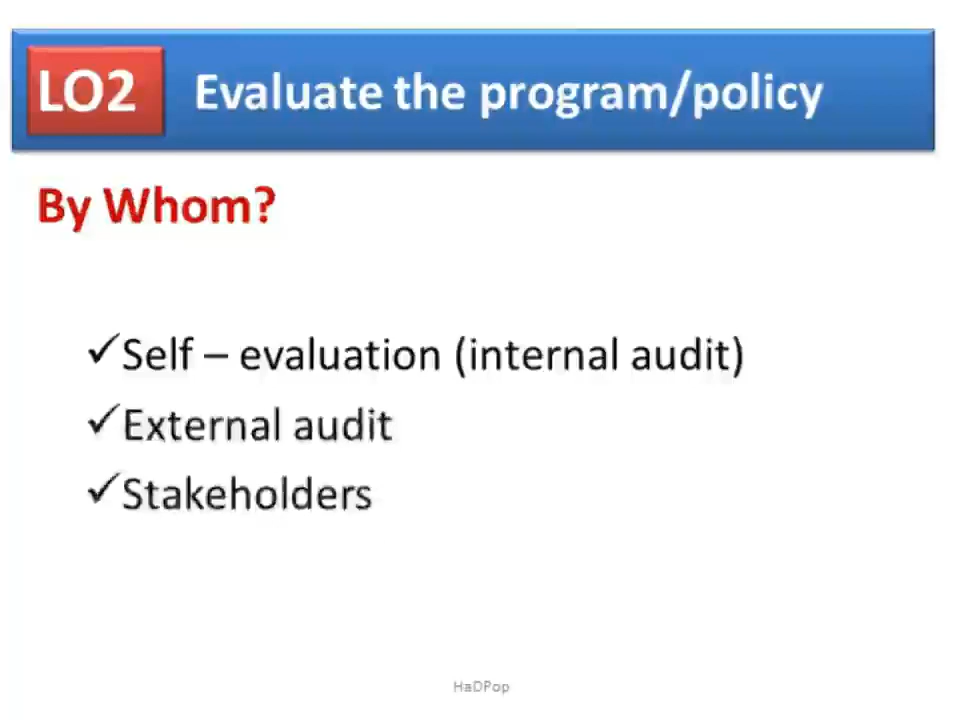 LO2 Evaluate the program/policy
By Whom?
✓Self – evaluation (internal audit)
✓External audit
✓Stakeholders
HaDPop